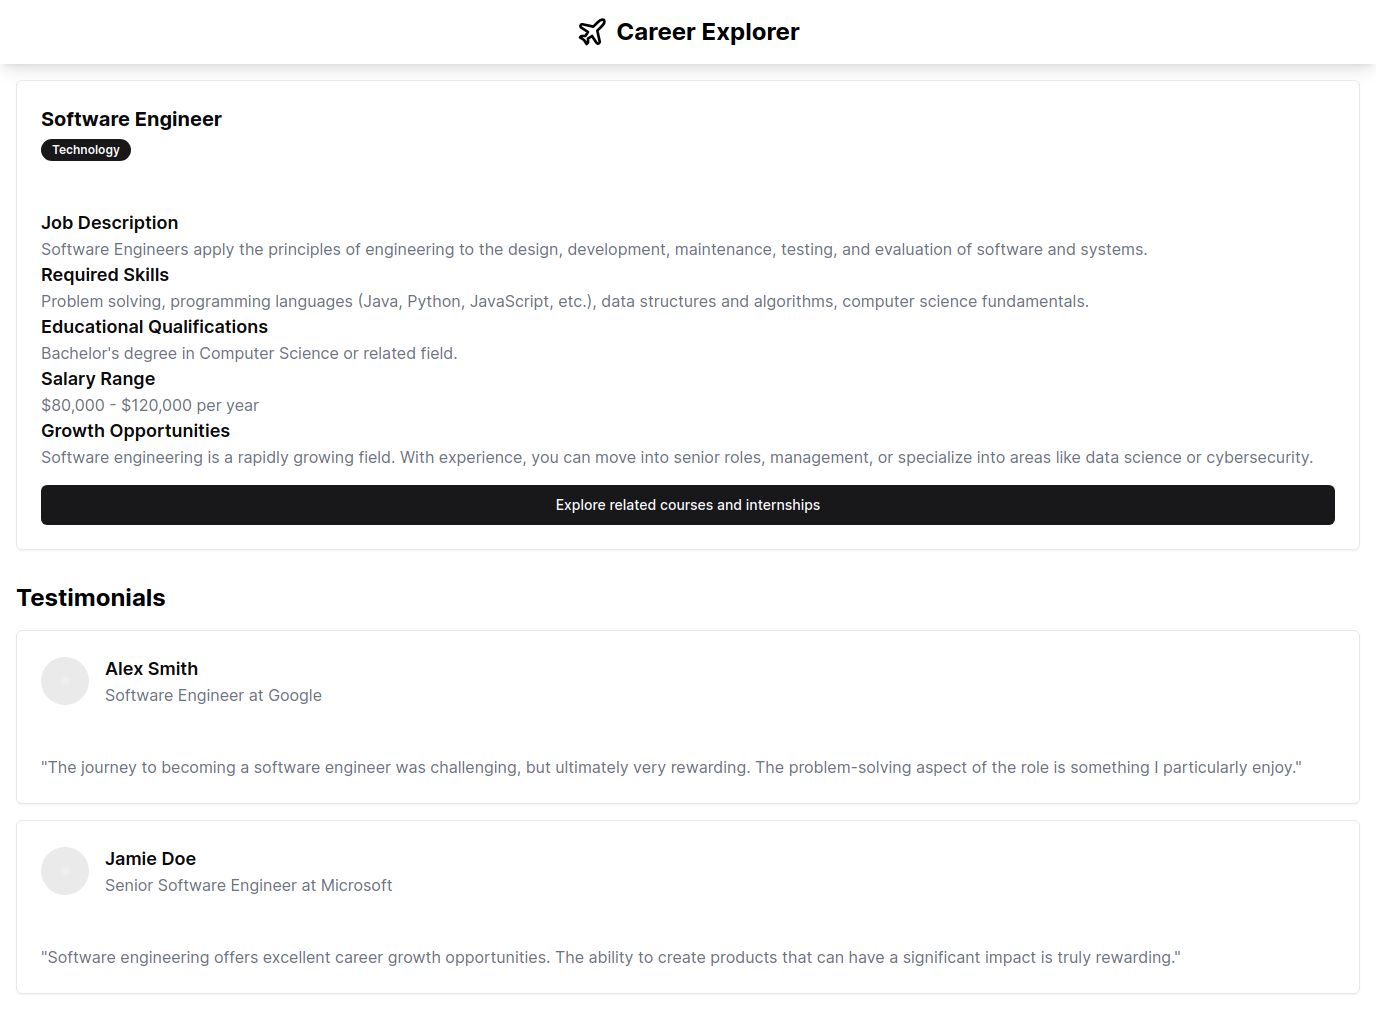 Career Explorer
Software Engineer
Technology
Job Description
Software Engineers apply the principles of engineering to the design, development, maintenance, testing, and evaluation of software and systems.
Required Skills
Problem solving, programming languages (Java, Python, JavaScript, etc.), data structures and algorithms, computer science fundamentals.
Educational Qualifications
Bachelor's degree in Computer Science or related field.
Salary Range
$80,000 - $120,000 per year
Growth Opportunities
Software engineering is a rapidly growing field. With experience, you can move into senior roles, management, or specialize into areas like data science or cybersecurity.
Explore related courses and internships
Testimonials
Alex Smith
Software Engineer at Google
"The journey to becoming a software engineer was challenging, but ultimately very rewarding. The problem-solving aspect of the role is something I particularly enjoy."
Jamie Doe
Senior Software Engineer at Microsoft
"Software engineering offers excellent career growth opportunities. The ability to create products that can have a significant impact is truly rewarding."